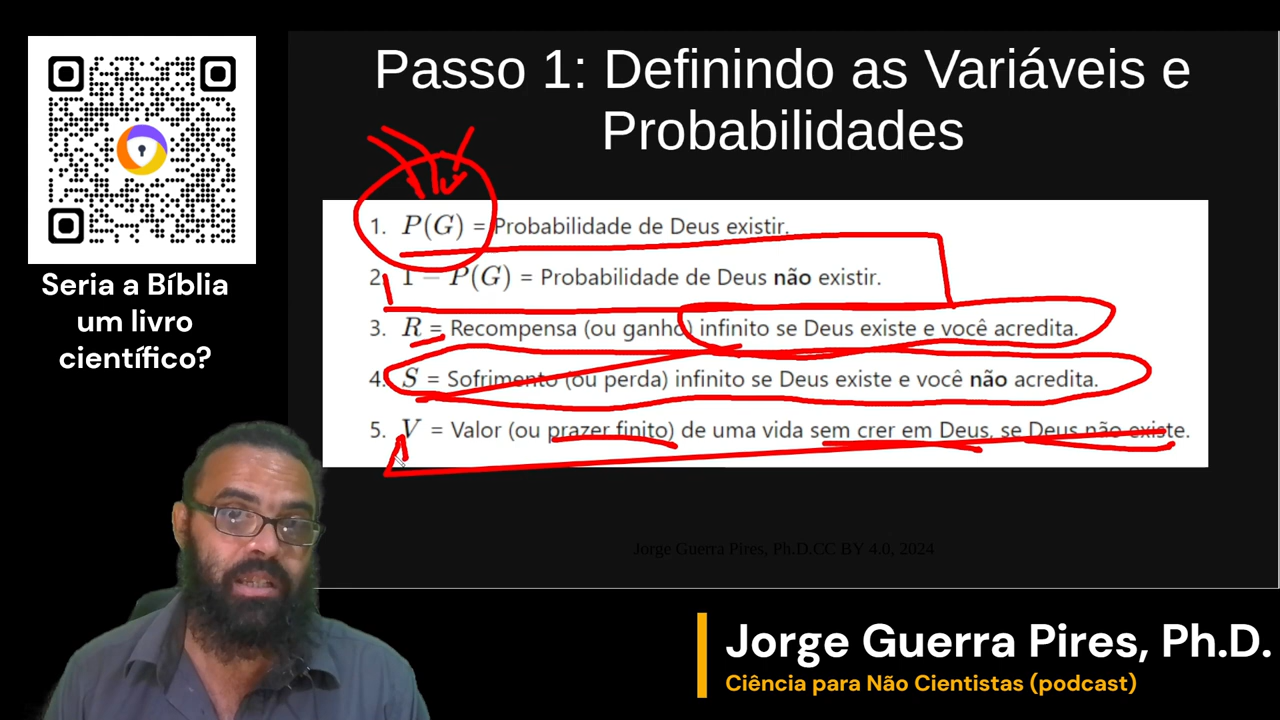 Passo 1: Definindo as Variáveis e
Probabilidades
1. P(G) = Probabilidade de Deus existir.
2. 1 − P(G) = Probabilidade de Deus não existir.
3. R = Recompensa (ou ganho) infinito se Deus existe e você acredita.
4. S = Sofrimento (ou perda) infinito se Deus existe e você não acredita.
5. V = Valor (ou prazer finito) de uma vida sem crer em Deus, se Deus não existe.
Seria a Bíblia
um livro
científico?
Jorge Guerra Pires, Ph.D.CC BY 4.0, 2024
Jorge Guerra Pires, Ph.D.
Ciência para Não Cientistas (podcast)